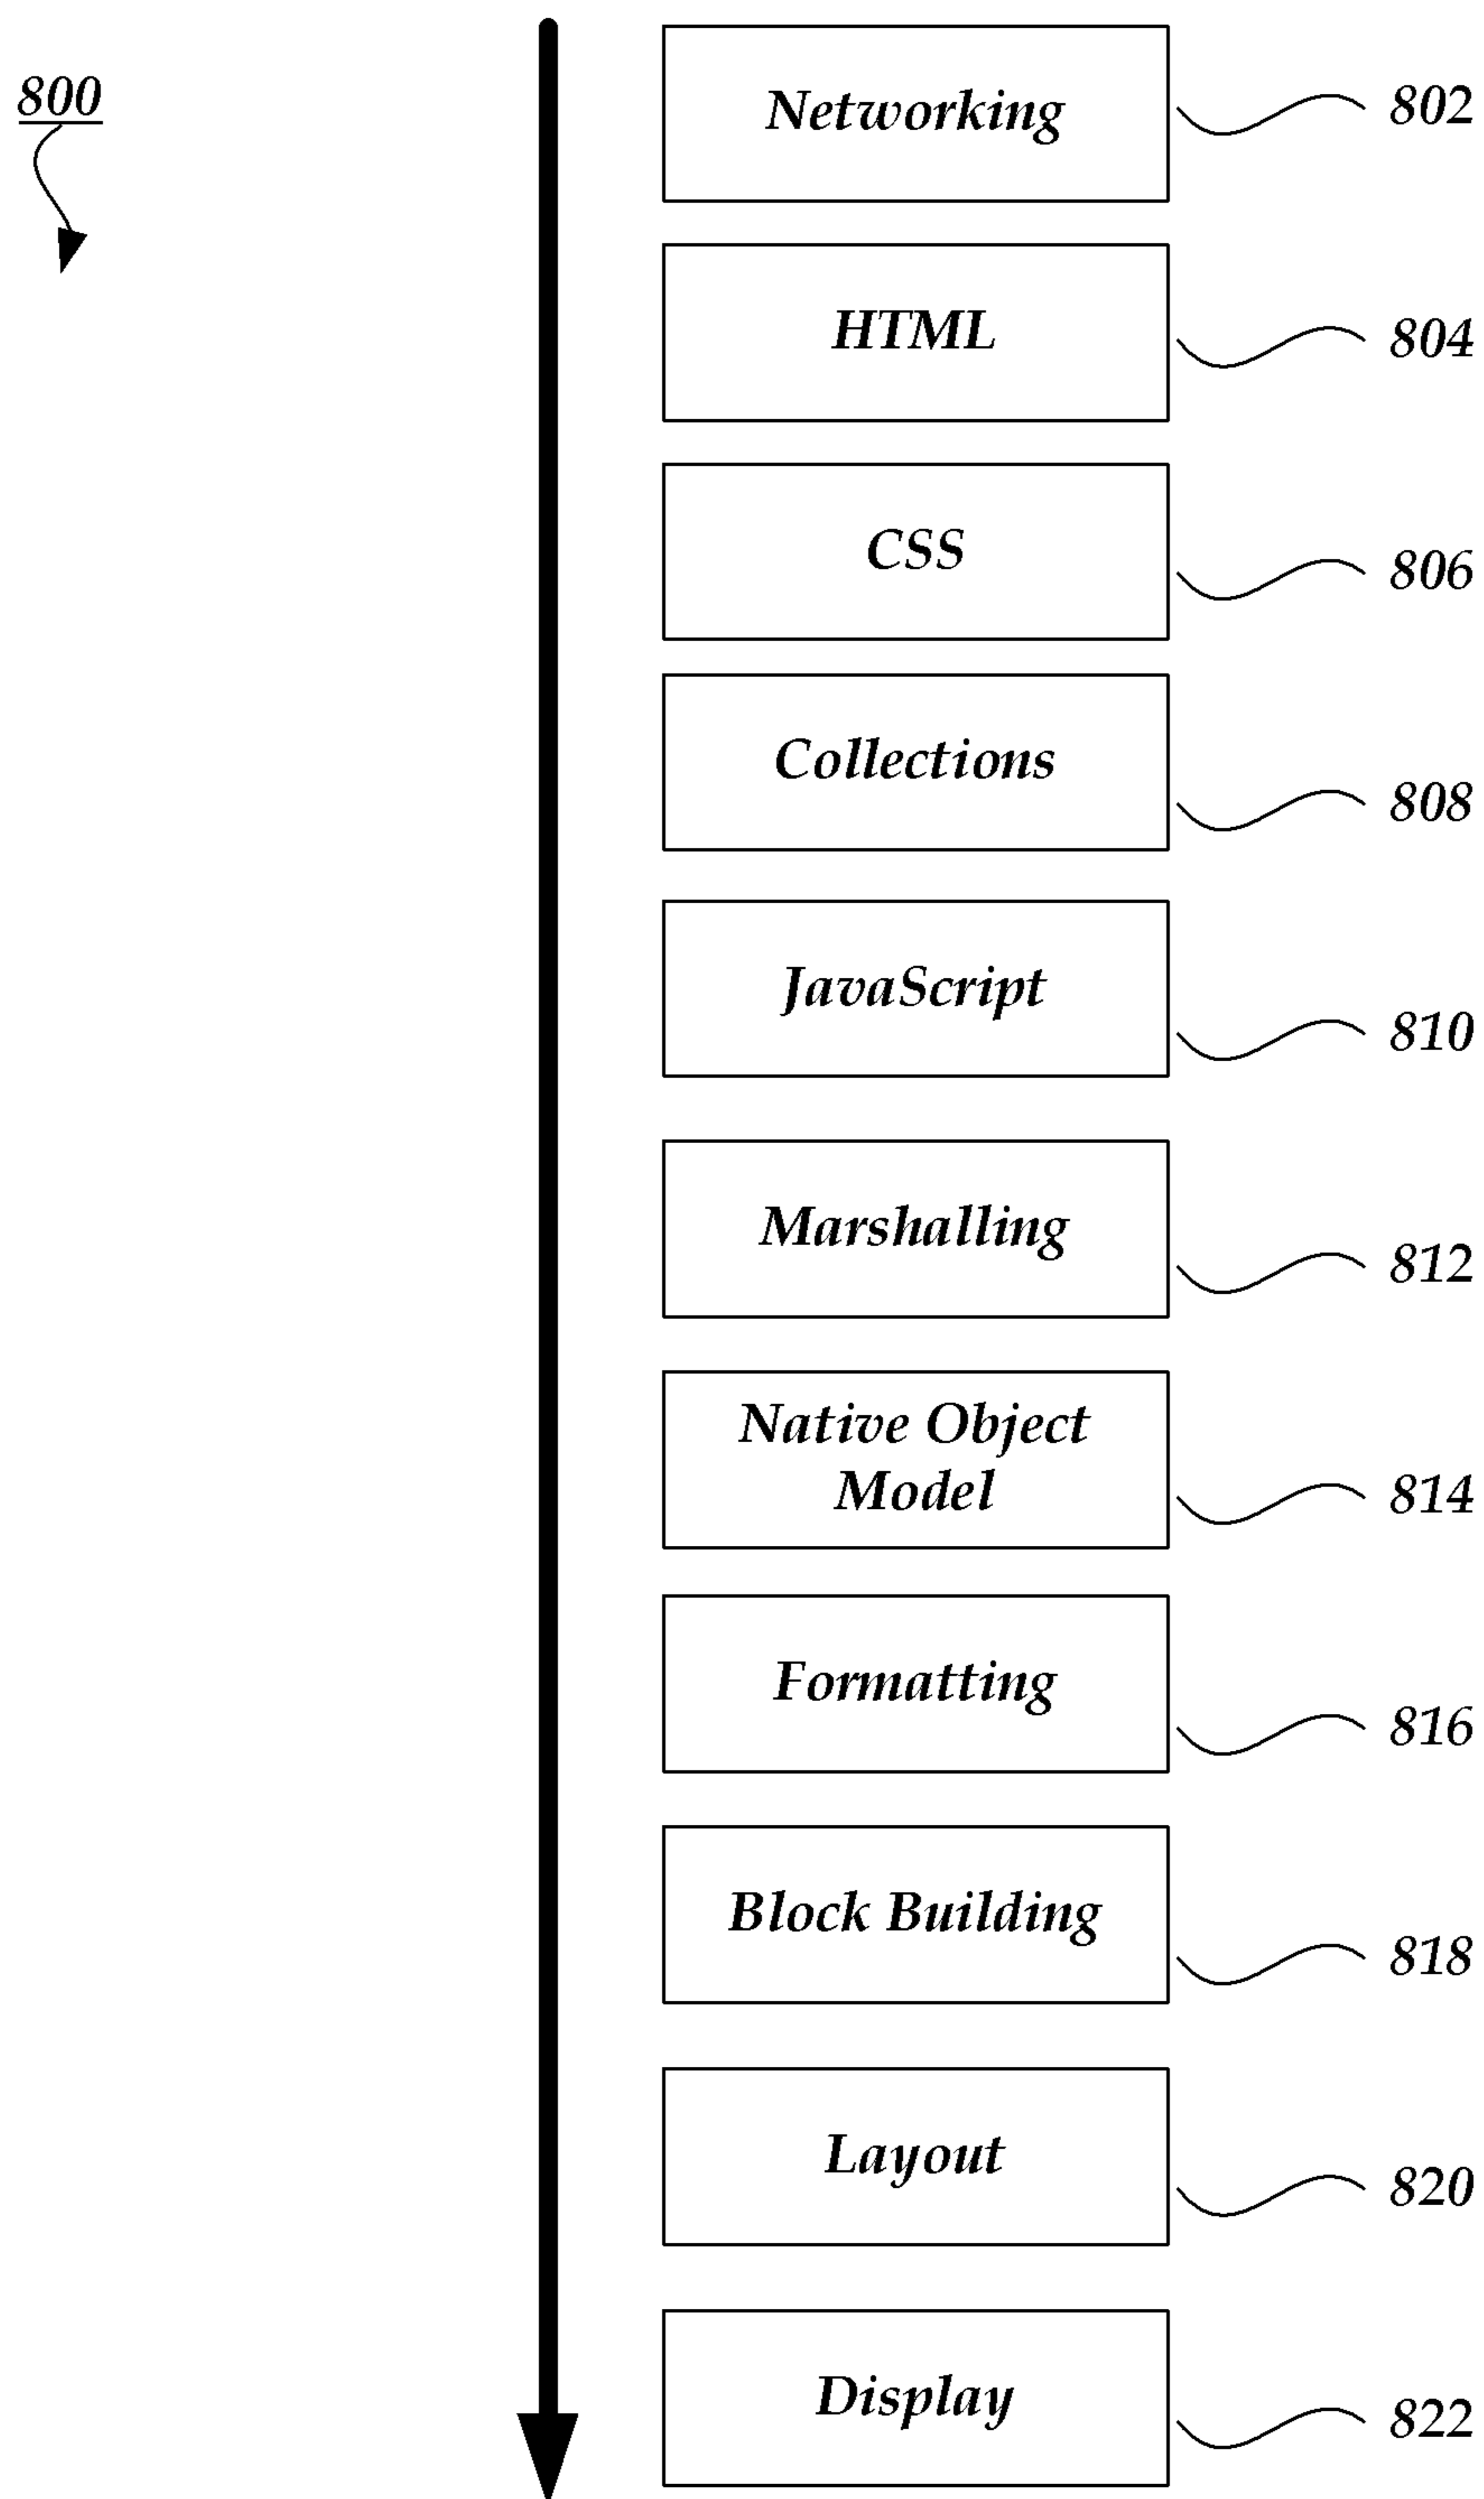 800
Networking
802
HTML
804
CSS
806
Collections
808
JavaScript
810
Marshalling
812
Native Object
Model
814
Formatting
816
Block Building
818
Layout
820
Display
822